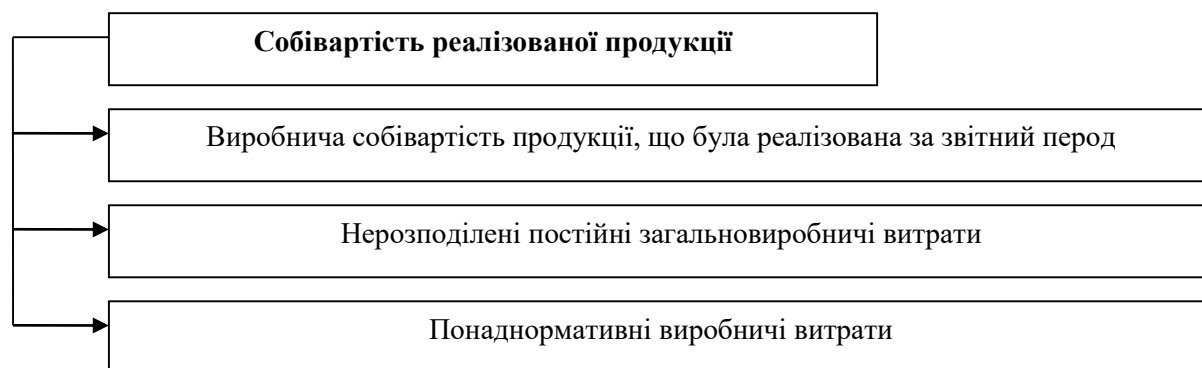 Собівартість реалізованої продукції
Виробнича собівартість продукції, що була реалізована за звітний перод
Нерозподілені постійні загальновиробничі витрати
Понаднормативні виробничі витрати